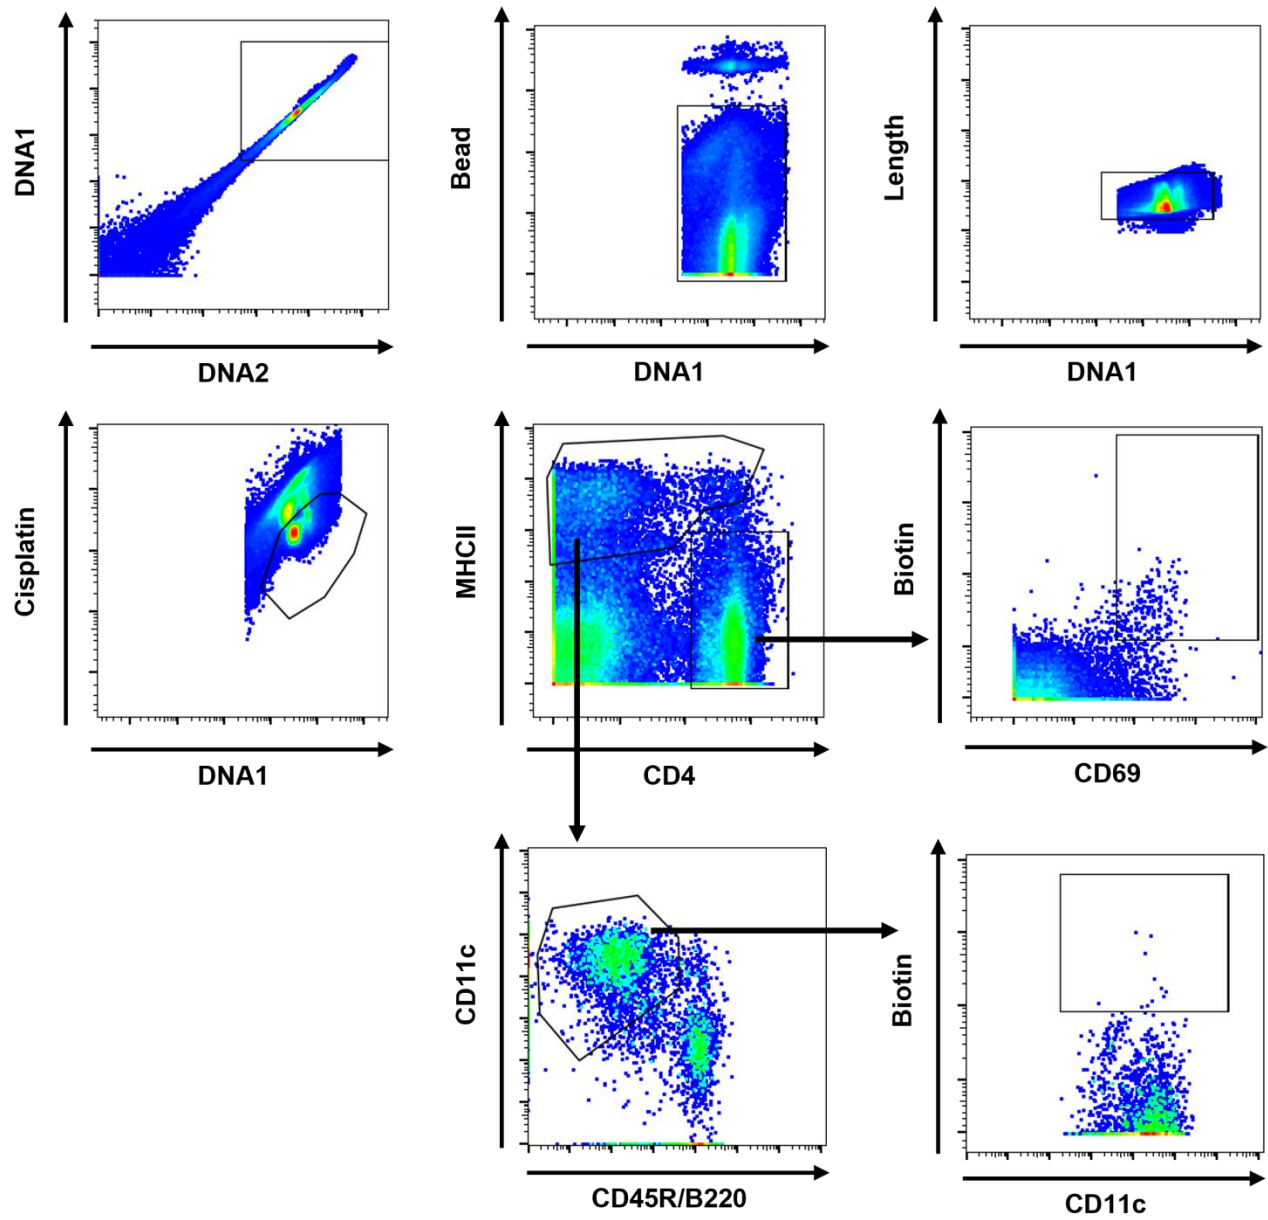 DNA1
DNA2
Bead
DNA1
Length
DNA1
Cisplatin
DNA1
MHCII
CD4
Biotin
CD69
CD11c
CD45R/B220
Biotin
CD11c